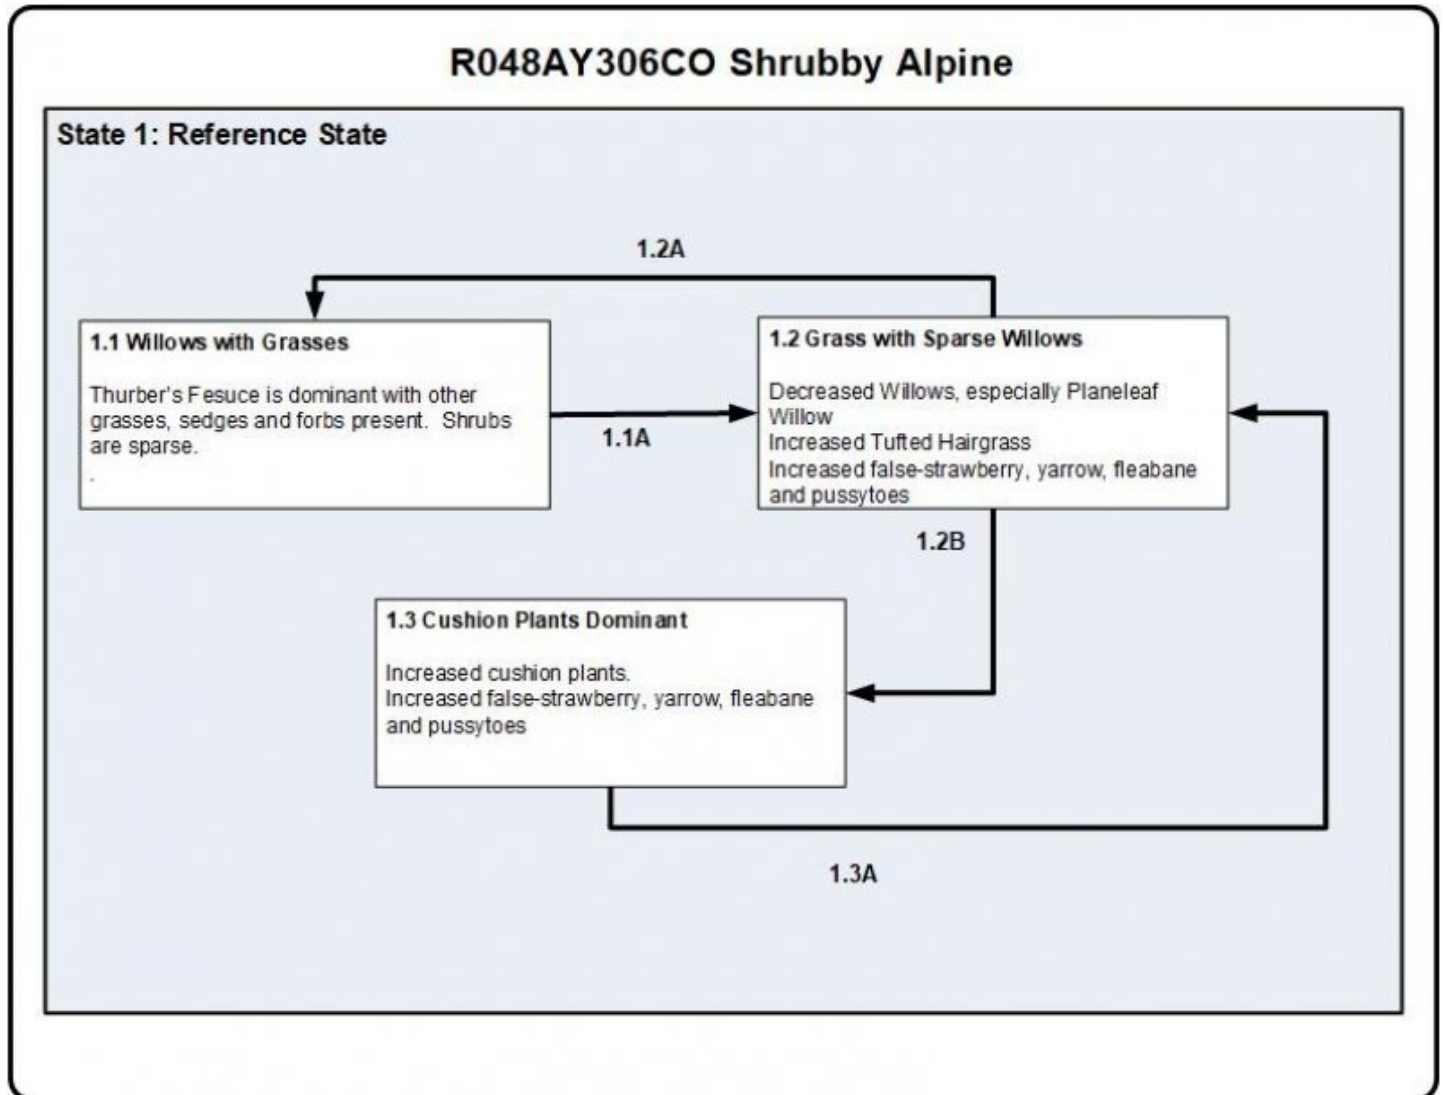 R048AY306CO Shrubby Alpine
State 1: Reference State
1.2A
1.1 Willows with Grasses
Thurber's Fesuce is dominant with other
grasses, sedges and forbs present.  Shrubs
are sparse.
.
1.1A
1.2 Grass with Sparse Willows
Decreased Willows, especially Planeleaf
Willow
Increased Tufted Hairgrass
Increased false-strawberry, yarrow, fleabane
and pussytoes
1.2B
1.3 Cushion Plants Dominant
Increased cushion plants.
Increased false-strawberry, yarrow, fleabane
and pussytoes
1.3A